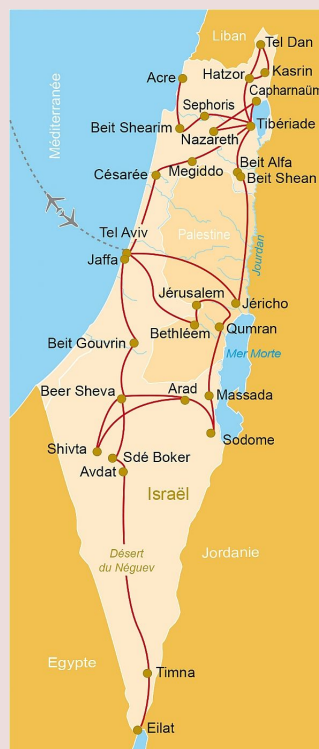 Liban
Tel Dan
Acre
Hatzor
Kasrin
Capharnaüm
Sephoris
Méditerranée
Beit Shearim
Nazareth
Tibériade
Megiddo
Beit Alfa
Césarée
Beit Shean
Tel Aviv
Palestine
Jourdan
Jaffa
Jérusalem
Jéricho
Bethléem
Qumran
Beit Gouvrin
Mer Morte
Beer Sheva
Arad
Massada
Shivta
Sodome
Sdé Boker
Avdat
Israël
Désert
du Néguev
Jordanie
Egypte
Timna
Eilat